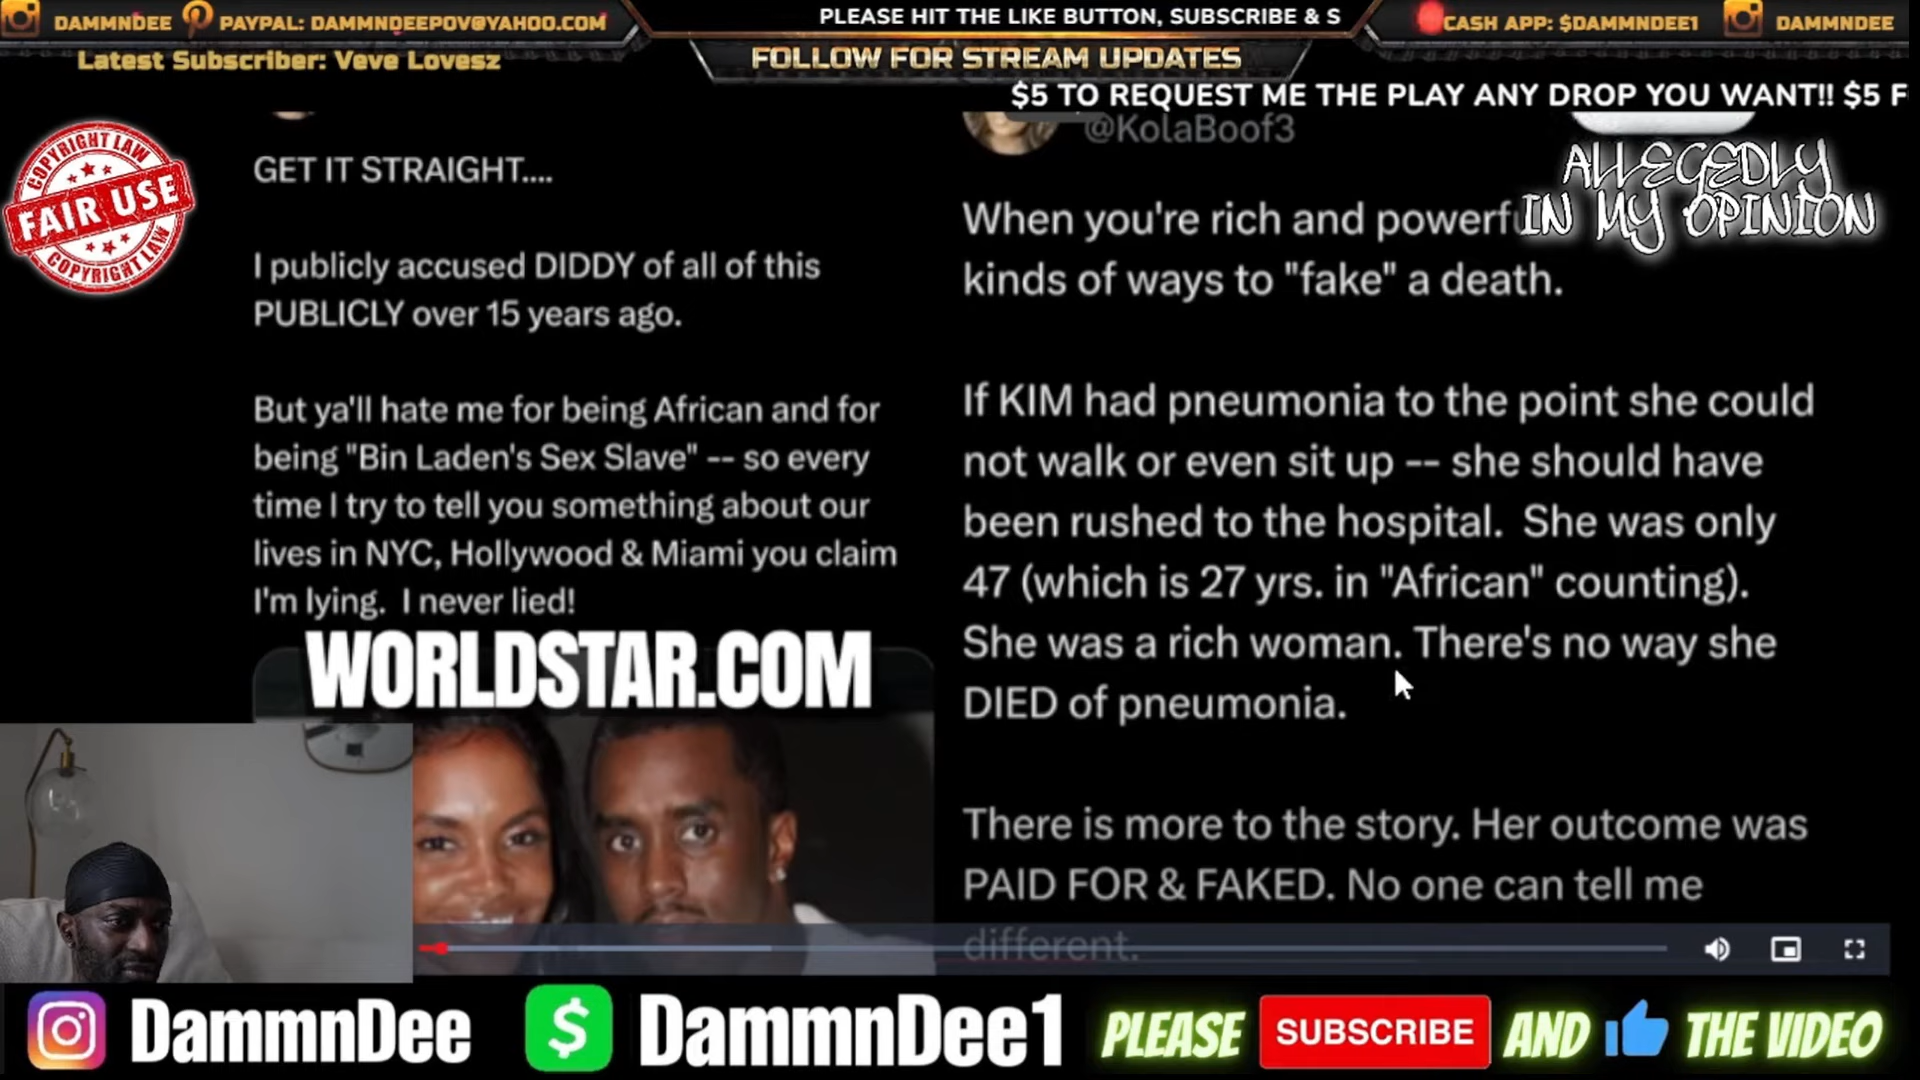 DAMMNDEE
PAYPAL: DAMMNDEEPOV@YAHOO.COM
PLEASE HIT THE LIKE BUTTON, SUBSCRIBE & S
CASH APP: $DAMMNDEE1
DAMMNDEE
Latest Subscriber: Veve Lovesz
FOLLOW FOR STREAM UPDATES
$5 TO REQUEST ME THE PLAY ANY DROP YOU WANT!! $5 F
COPYRIGHT LAW
FAIR USE
COPYRIGHT LAW
GET IT STRAIGHT....
I publicly accused DIDDY of all of this
PUBLICLY over 15 years ago.
But ya'll hate me for being African and for
being "Bin Laden's Sex Slave" -- so every
time I try to tell you something about our
lives in NYC, Hollywood & Miami you claim
I'm lying. I never lied!
WORLDSTAR.COM
@KolaBoof3
ALLEGEDLY
IN MY OPINION
When you're rich and powerfu
kinds of ways to "fake" a death.
If KIM had pneumonia to the point she could
not walk or even sit up -- she should have
been rushed to the hospital. She was only
47 (which is 27 yrs. in "African" counting).
She was a rich woman. There's no way she
DIED of pneumonia.
There is more to the story. Her outcome was
PAID FOR & FAKED. No one can tell me
different.
DammnDee
$
DammnDee1
PLEASE SUBSCRIBE AND THE VIDEO